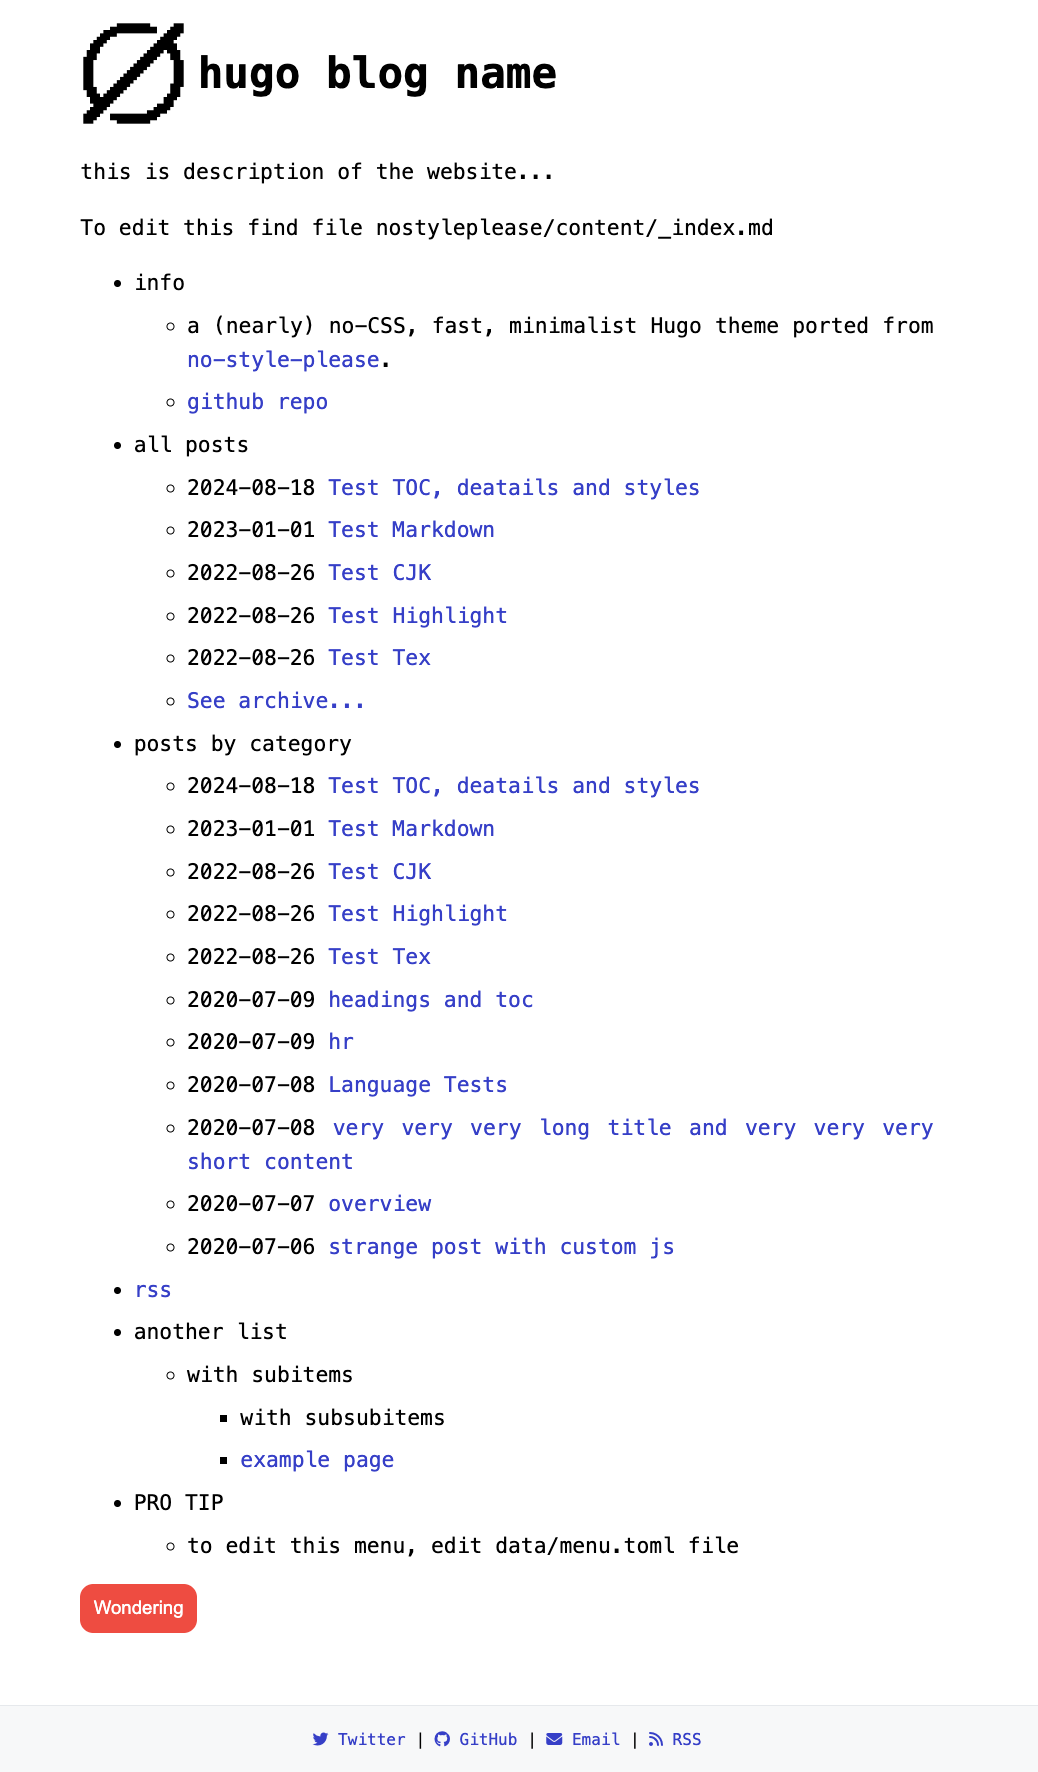 hugo blog name
this is description of the website...
To edit this find file nostyleplease/content/_index.md
info
a (nearly) no-CSS, fast, minimalist Hugo theme ported from
no-style-please.
github repo
all posts
2024-08-18 Test TOC, deatails and styles
2023-01-01 Test Markdown
2022-08-26 Test CJK
2022-08-26 Test Highlight
2022-08-26 Test Tex
See archive...
posts by category
2024-08-18 Test TOC, deatails and styles
2023-01-01 Test Markdown
2022-08-26 Test CJK
2022-08-26 Test Highlight
2022-08-26 Test Tex
2020-07-09 headings and toc
2020-07-09 hr
2020-07-08 Language Tests
2020-07-08 very very very long title and very very very
short content
2020-07-07 overview
2020-07-06 strange post with custom js
rss
another list
with subitems
with subsubitems
example page
PRO TIP
to edit this menu, edit data/menu.toml file
Wondering
Twitter | GitHub | Email | RSS